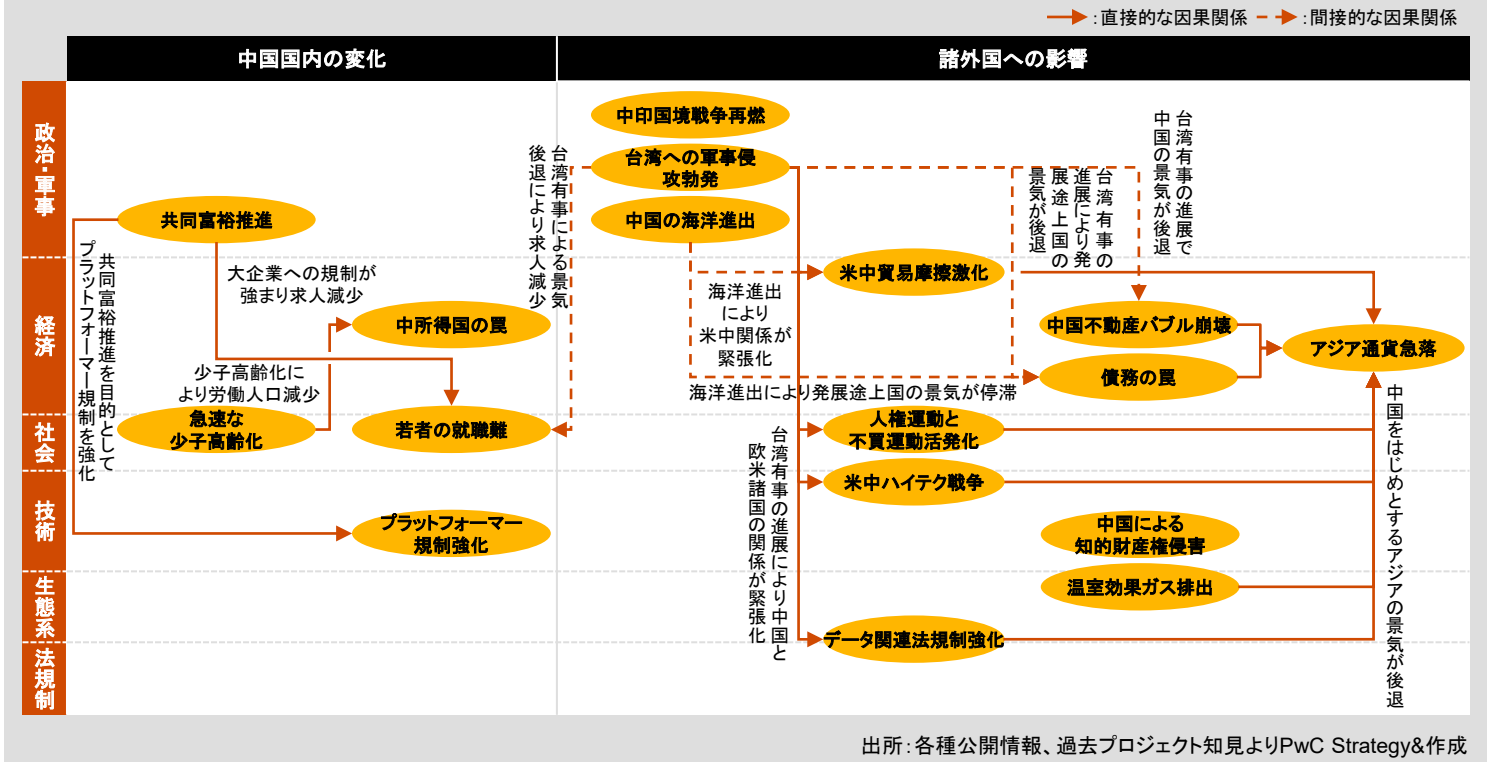 :直接的な因果関係
:間接的な因果関係
中国国内の変化
諸外国への影響
政治・軍事
経済
社会
技術
生態系
法規制
共同富裕推進
共同富裕推進を目的として
プラットフォーマー規制を強化
大企業への規制が
強まり求人減少
中所得国の罠
少子高齢化に
より労働人口減少
急速な
少子高齢化
若者の就職難
プラットフォーマー
規制強化
台湾有事による景気
後退により求人減少
中印国境戦争再燃
台湾への軍事侵
攻勃発
中国の海洋進出
米中貿易摩擦激化
海洋進出
により
米中関係が
緊張化
海洋進出により発展途上国の景気が停滞
台湾有事の
進展により発
展途上国の
景気が後退
台湾有事の進展で
中国の景気が後退
中国不動産バブル崩壊
債務の罠
アジア通貨急落
人権運動と
不買運動活発化
米中ハイテク戦争
台湾有事の進展により中国と
欧米諸国の関係が緊張化
中国による
知的財産権侵害
温室効果ガス排出
データ関連法規制強化
中国をはじめとするアジアの景気が後退
出所:各種公開情報、過去プロジェクト知見よりPwC Strategy&作成